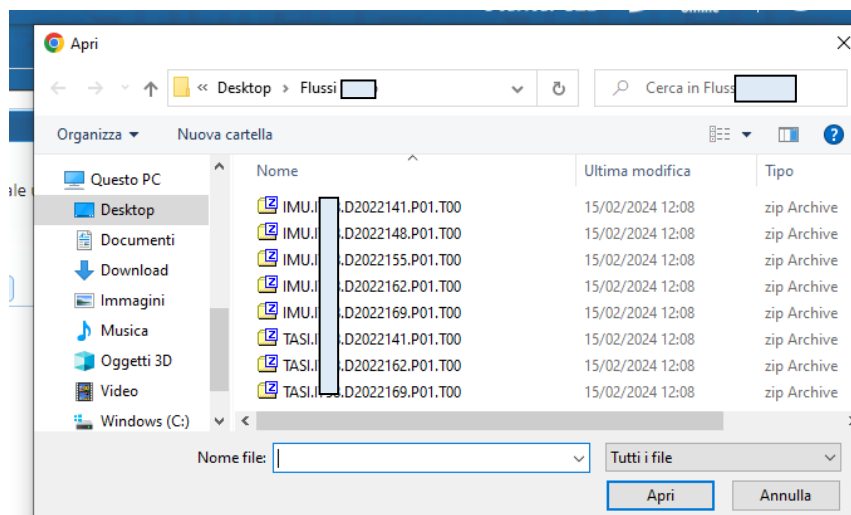 Apri
« Desktop › Flussi
Cerca in Fluss
Organizza
Nuova cartella
Questo PC
Desktop
Documenti
Download
Immagini
Musica
Oggetti 3D
Video
Windows (C:)
Nome Ultima modifica Tipo
IMU.I .D2022141.P01.T00 15/02/2024 12:08 zip Archive
IMU.I .D2022148.P01.T00 15/02/2024 12:08 zip Archive
IMU.I .D2022155.P01.T00 15/02/2024 12:08 zip Archive
IMU.I .D2022162.P01.T00 15/02/2024 12:08 zip Archive
IMU.I .D2022169.P01.T00 15/02/2024 12:08 zip Archive
TASI.I .D2022141.P01.T00 15/02/2024 12:08 zip Archive
TASI.I .D2022162.P01.T00 15/02/2024 12:08 zip Archive
TASI.I .D2022169.P01.T00 15/02/2024 12:08 zip Archive
Nome file:
Tutti i file
Apri
Annulla